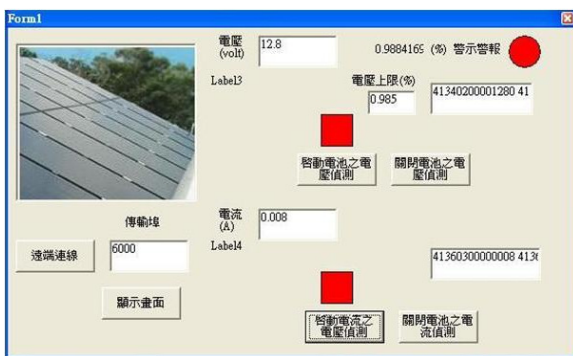 Form1
電壓
(volt)
12.8
0.9884165 (%) 警示警報
Label3
電壓上限(%)
0.985
41340200001280 41
啓動電池之電
壓偵測
關閉電池之電
壓偵測
傳輸埠
電流
(A)
0.008
遠端連線
6000
Label4
41360300000008 413
顯示畫面
啓動電流之
電壓偵測
關閉電池之電
流偵測